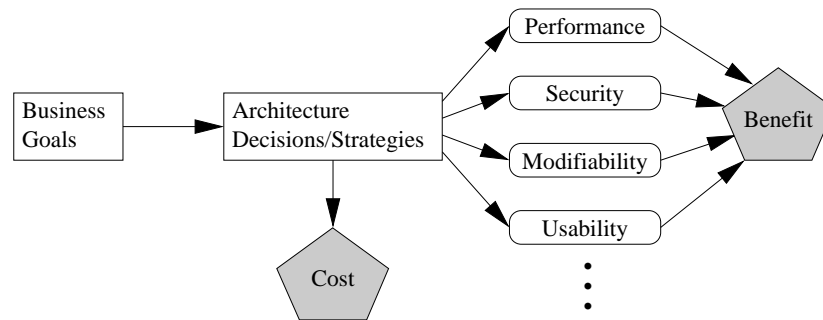 Business
Goals
Architecture
Decisions/Strategies
Performance
Security
Modifiability
Usability
Benefit
Cost